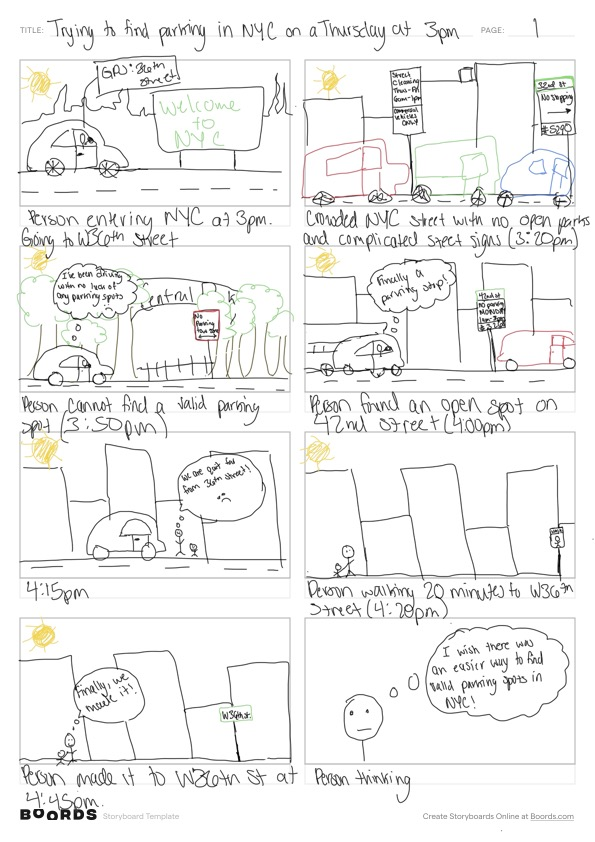 TITLE: Trying to find parking in NYC on a Thursday at 3pm PAGE: 1
GPS: 36th
Street
Welcome
to
NYC
Person entering NYC at 3pm.
Going to W36th Street
Street
Cleaning
Thurs-Fri
commercial
vehicles
ONLY
32nd St
No Stopping
Crowded NYC street with no open parks
and complicated street signs (3:20pm)
I've been driving
with no luck of
any parking spots
Central k
No
Parking
Person cannot find a valid parking
spot (3:50pm)
Finally a
parking spot!
42nd St
No parking
MONDAY
Person found an open spot on
42nd Street (4:00pm)
We are quit far
from 36th street!
4:15pm
Person walking 20 minutes to W36th
Street (4:20pm)
Finally, we
made it!
W36th St.
Person made it to W36th St at
4:45pm.
I wish there was
an easier way to find
valid parking spots in
NYC!
Person thinking
BOORDS Storyboard Template Create Storyboards Online at Boords.com